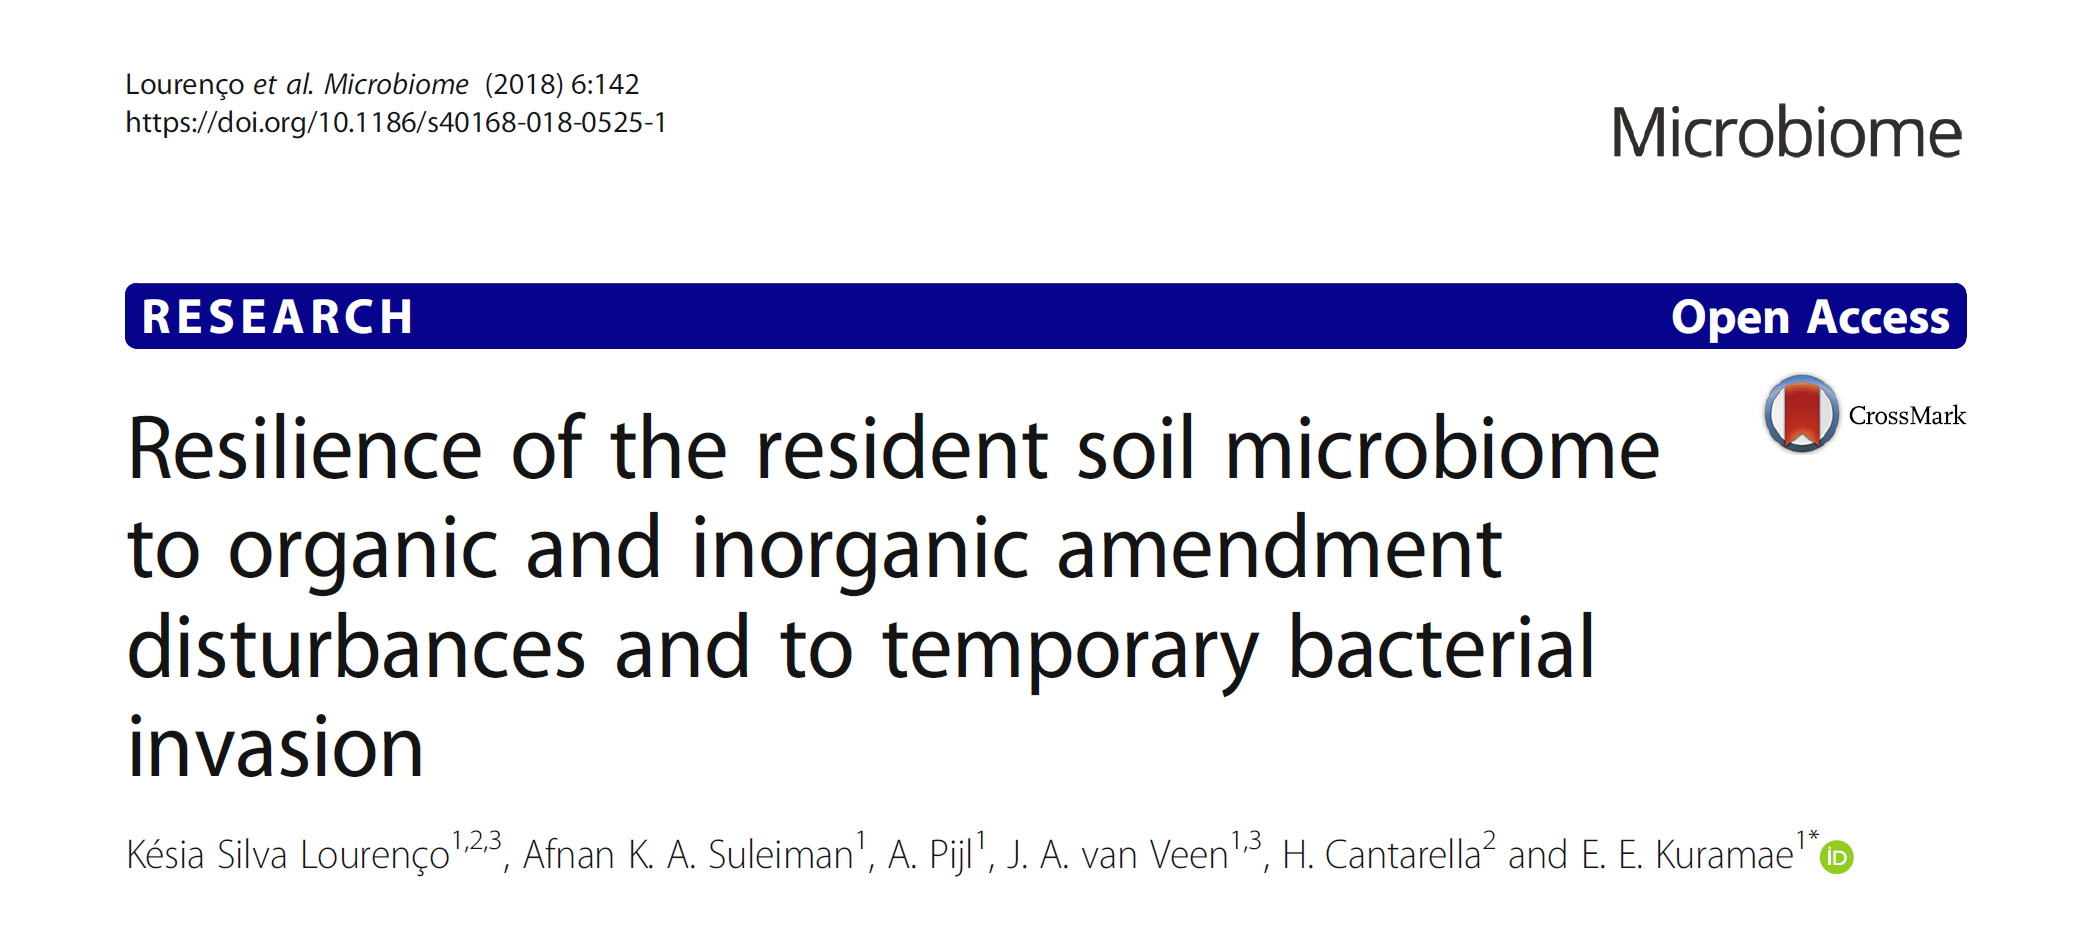 Lourenço et al. Microbiome (2018) 6:142
https://doi.org/10.1186/s40168-018-0525-1
Microbiome
RESEARCH
Open Access
CrossMark
Resilience of the resident soil microbiome
to organic and inorganic amendment
disturbances and to temporary bacterial
invasion
Késia Silva Lourenço1,2,3, Afnan K. A. Suleiman1, A. Pijl1, J. A. van Veen1,3, H. Cantarella2 and E. E. Kuramae1* iD